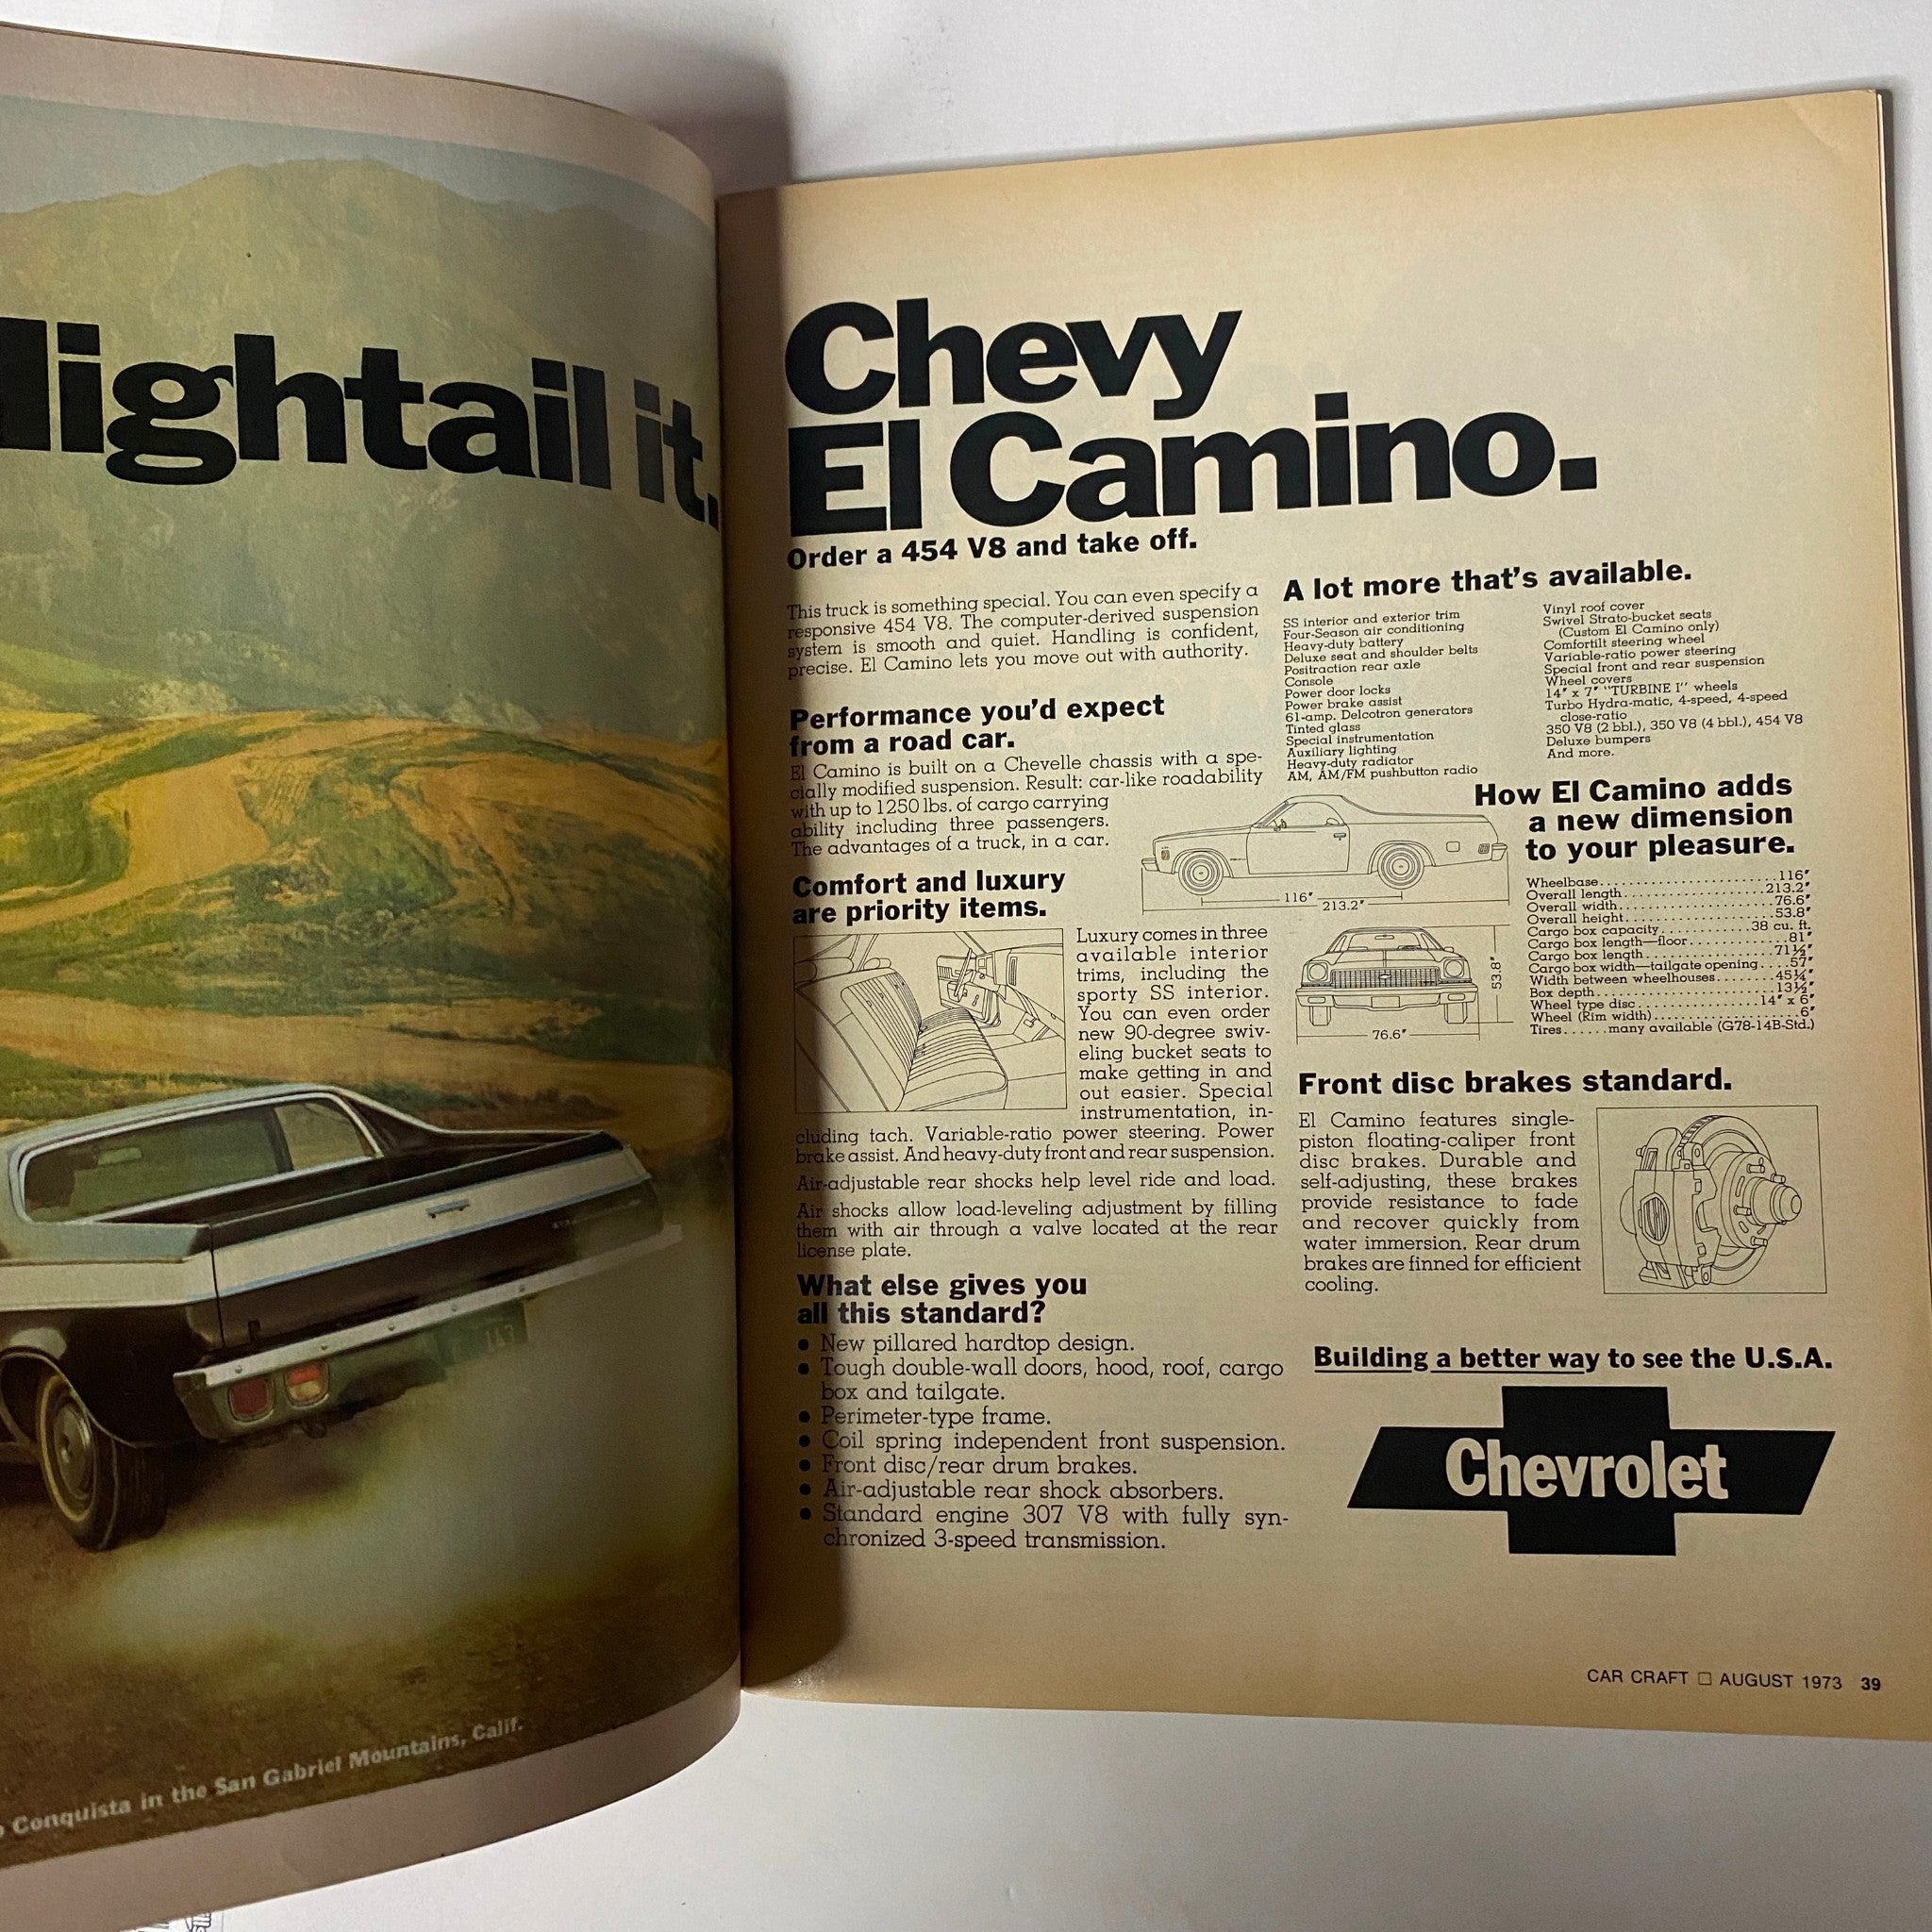 lightail it.
Conquista in the San Gabriel Mountains, Calif.
Chevy
El Camino.
Order a 454 V8 and take off.
This truck is something special. You can even specify a
responsive 454 V8. The computer-derived suspension
system is smooth and quiet. Handling is confident,
precise. El Camino lets you move out with authority.
Performance you'd expect
from a road car.
El Camino is built on a Chevelle chassis with a spe-
cially modified suspension. Result: car-like roadability
with up to 1250 lbs. of cargo carrying
ability including three passengers.
The advantages of a truck, in a car.
Comfort and luxury
are priority items.
Luxury comes in three
available interior
trims, including the
sporty SS interior.
You can even order
new 90-degree swiv-
eling bucket seats to
make getting in and
out easier. Special
instrumentation, in-
cluding tach. Variable-ratio power steering. Power
brake assist. And heavy-duty front and rear suspension.
Air-adjustable rear shocks help level ride and load.
Air shocks allow load-leveling adjustment by filling
them with air through a valve located at the rear
license plate.
What else gives you
all this standard?
● New pillared hardtop design.
● Tough double-wall doors, hood, roof, cargo
box and tailgate.
● Perimeter-type frame.
● Coil spring independent front suspension.
● Front disc/rear drum brakes.
● Air-adjustable rear shock absorbers.
● Standard engine 307 V8 with fully syn-
chronized 3-speed transmission.
A lot more that's available.
SS interior and exterior trim
Four-Season air conditioning
Heavy-duty battery
Deluxe seat and shoulder belts
Positraction rear axle
Console
Power door locks
Power brake assist
61-amp. Delcotron generators
Tinted glass
Special instrumentation
Auxiliary lighting
Heavy-duty radiator
AM, AM/FM pushbutton radio
Vinyl roof cover
Swivel Strato-bucket seats
(Custom El Camino only)
Comfortilt steering wheel
Variable-ratio power steering
Special front and rear suspension
Wheel covers
14" x 7" "TURBINE I" wheels
Turbo Hydra-matic, 4-speed, 4-speed
close-ratio
350 V8 (2 bbl.), 350 V8 (4 bbl.), 454 V8
Deluxe bumpers
And more.
How El Camino adds
a new dimension
to your pleasure.
116"
213.2"
53.8"
76.6"
Wheelbase........................116"
Overall length....................213.2"
Overall width.....................76.6"
Overall height....................53.8"
Cargo box capacity............38 cu. ft.
Cargo box length—floor.............81"
Cargo box length.................71½"
Cargo box width—tailgate opening....57"
Width between wheelhouses.......45¼"
Box depth........................13½"
Wheel type disc................14" x 6"
Wheel (Rim width)...................6"
Tires......many available (G78-14B-Std.)
Front disc brakes standard.
El Camino features single-
piston floating-caliper front
disc brakes. Durable and
self-adjusting, these brakes
provide resistance to fade
and recover quickly from
water immersion. Rear drum
brakes are finned for efficient
cooling.
Building a better way to see the U.S.A.
Chevrolet
CAR CRAFT □ AUGUST 1973 39